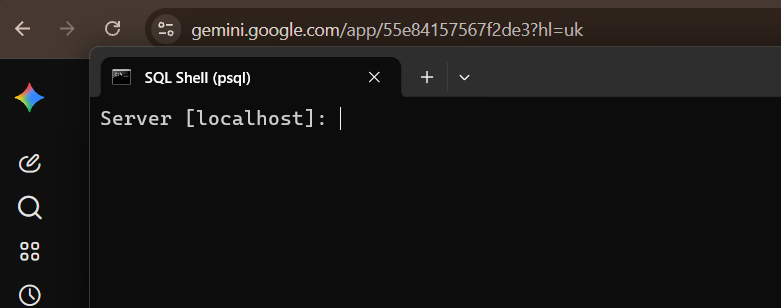 gemini.google.com/app/55e84157567f2de3?hl=uk
SQL Shell (psql)
Server [localhost]: